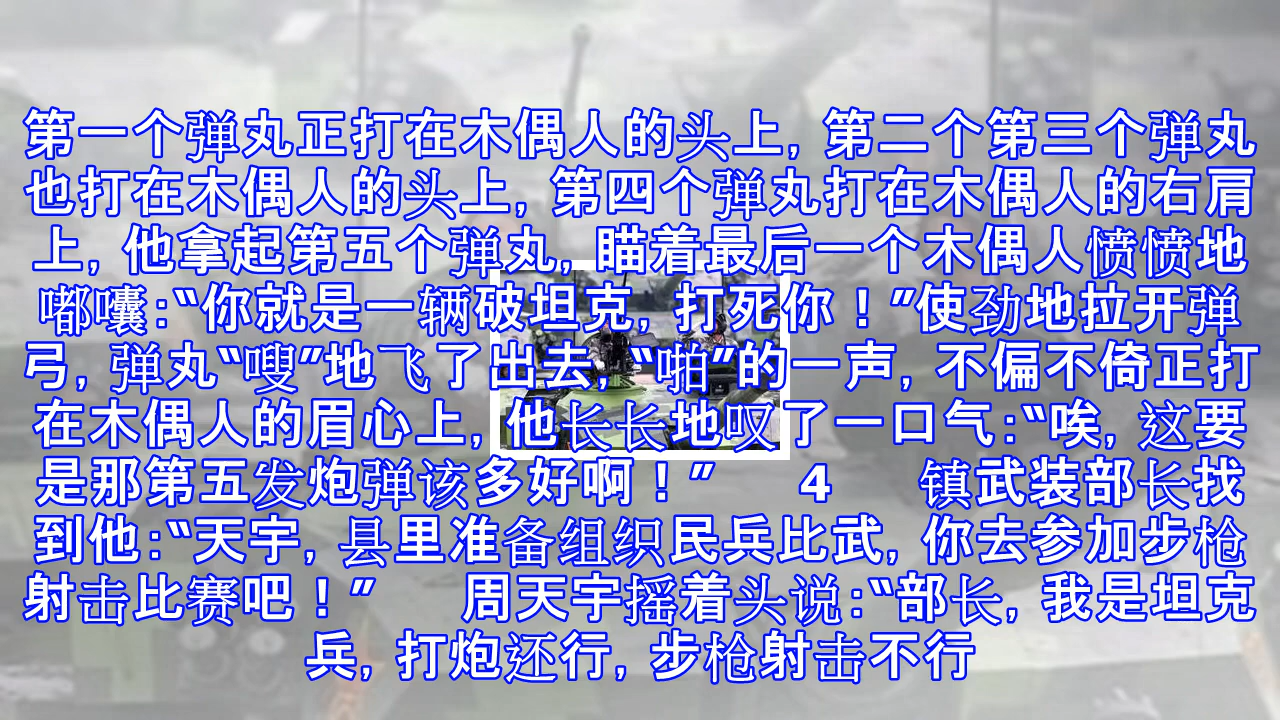 第一个弹丸正打在木偶人的头上,第二个第三个弹丸
也打在木偶人的头上,第四个弹丸打在木偶人的右肩
上,他拿起第五个弹丸,瞄着最后一个木偶人愤愤地
嘟囔:“你就是一辆破坦克,打死你！”使劲地拉开弹
弓,弹丸“嗖”地飞了出去,“啪”的一声,不偏不倚正打
在木偶人的眉心上,他长长地叹了一口气:“唉,这要
是那第五发炮弹该多好啊！” 4 镇武装部长找
到他:“天宇,县里准备组织民兵比武,你去参加步枪
射击比赛吧！” 周天宇摇着头说:“部长,我是坦克
兵,打炮还行,步枪射击不行